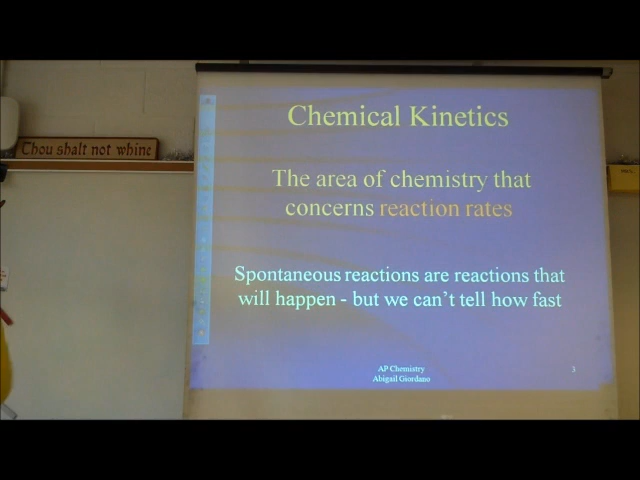 Thou shalt not whine
Chemical Kinetics
The area of chemistry that
concerns reaction rates
Spontaneous reactions are reactions that
will happen - but we can't tell how fast
AP Chemistry
Abigail Giordano
3